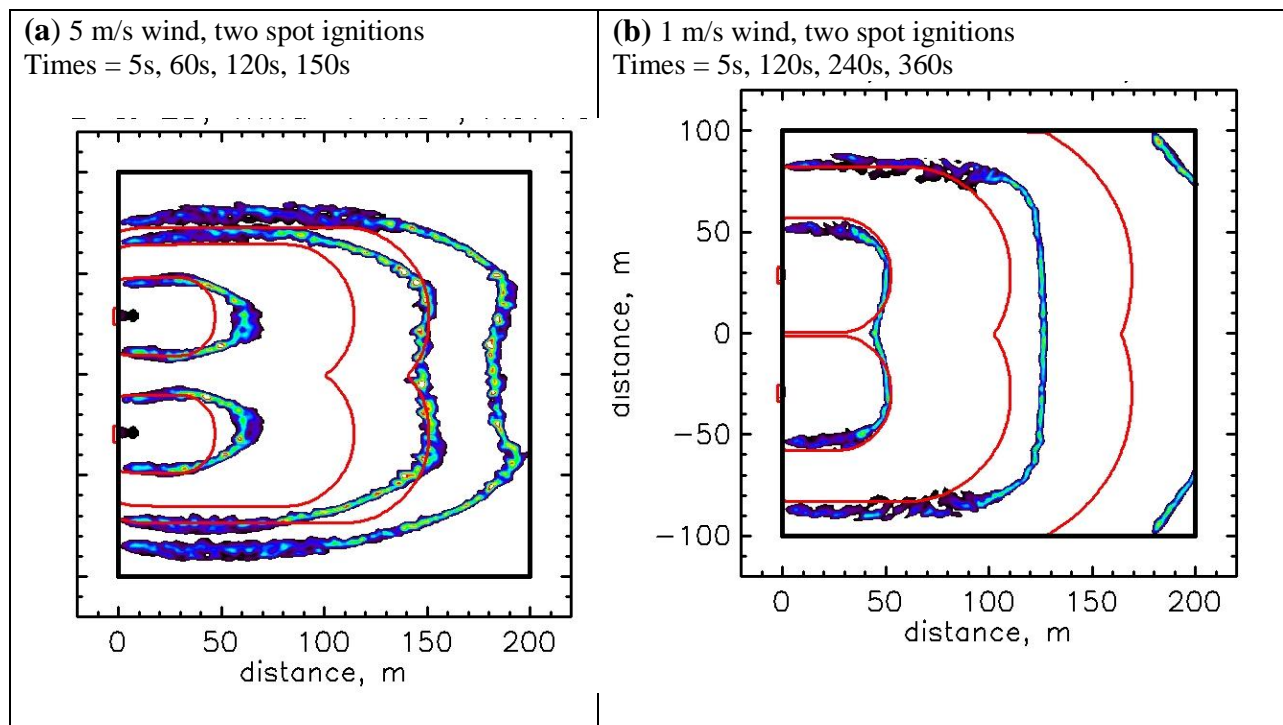 (a) 5 m/s wind, two spot ignitions
Times = 5s, 60s, 120s, 150s
0 50 100 150 200
distance, m
(b) 1 m/s wind, two spot ignitions
Times = 5s, 120s, 240s, 360s
100
50
0
-50
-100
distance, m
0 50 100 150 200
distance, m